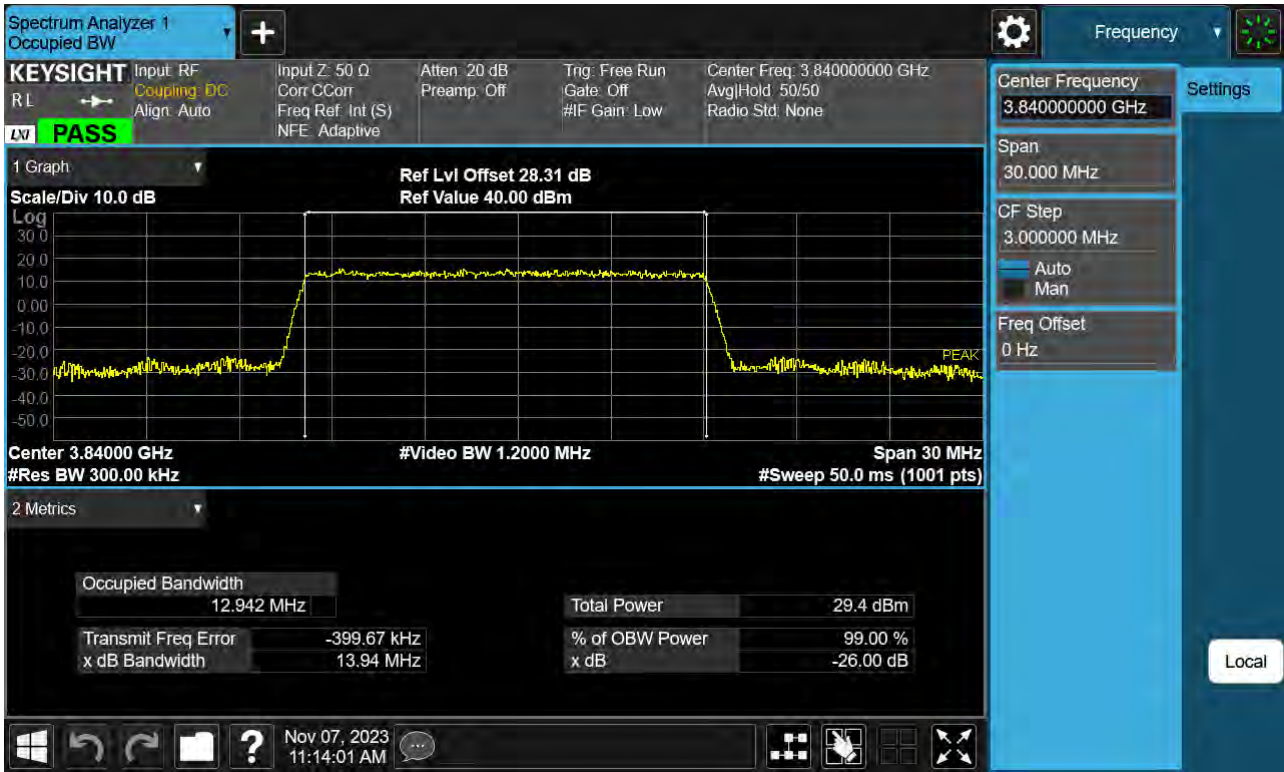 Spectrum Analyzer 1
Occupied BW
+
Frequency
KEYSIGHT
R L
LXI PASS
Input: RF
Coupling: DC
Align: Auto
Input Z: 50 Ω
Corr CCorr
Freq Ref: Int (S)
NFE: Adaptive
Atten: 20 dB
Preamp: Off
Trig: Free Run
Gate: Off
#IF Gain: Low
Center Freq: 3.840000000 GHz
Avg|Hold: 50/50
Radio Std: None
1 Graph
Scale/Div 10.0 dB
Ref Lvl Offset 28.31 dB
Ref Value 40.00 dBm
Log
30.0
20.0
10.0
0.00
-10.0
-20.0
-30.0
-40.0
-50.0
PEAK
Center 3.84000 GHz
#Video BW 1.2000 MHz
Span 30 MHz
#Res BW 300.00 kHz
#Sweep 50.0 ms (1001 pts)
2 Metrics
Occupied Bandwidth
12.942 MHz
Total Power 29.4 dBm
Transmit Freq Error -399.67 kHz
% of OBW Power 99.00 %
x dB Bandwidth 13.94 MHz
x dB -26.00 dB
Center Frequency
3.840000000 GHz
Settings
Span
30.000 MHz
CF Step
3.000000 MHz
Auto
Man
Freq Offset
0 Hz
Local
?
Nov 07, 2023
11:14:01 AM